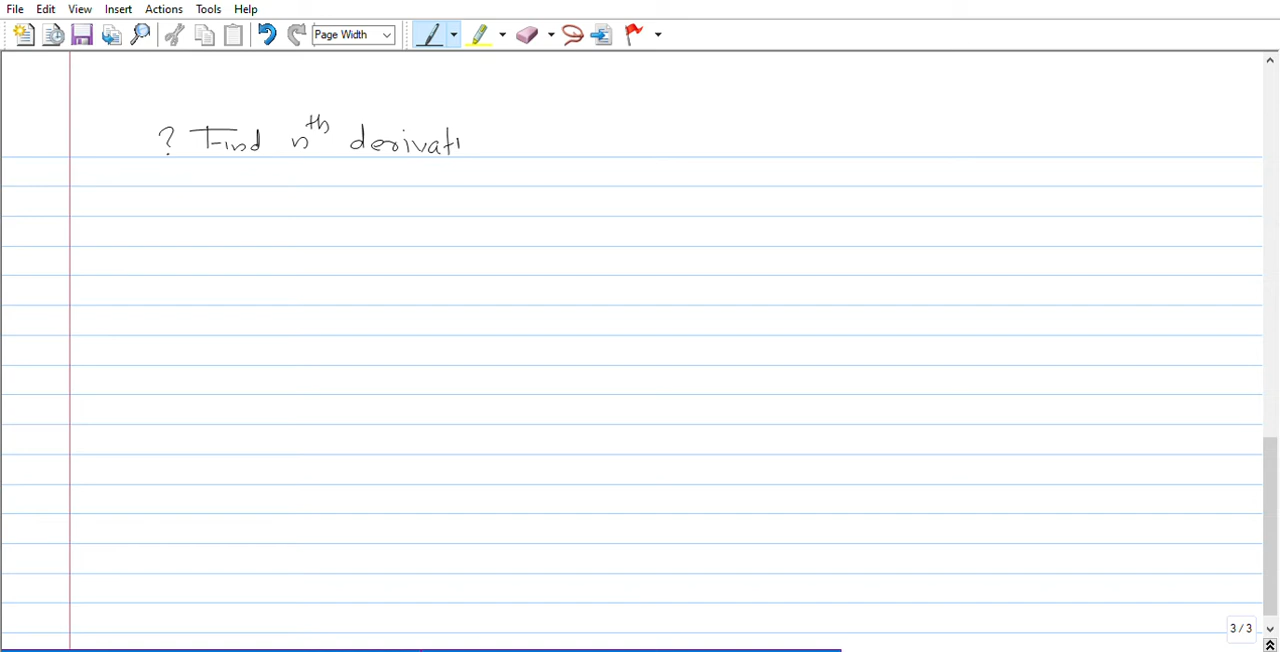 File Edit View Insert Actions Tools Help
Page Width
? Find nth derivati
3 / 3